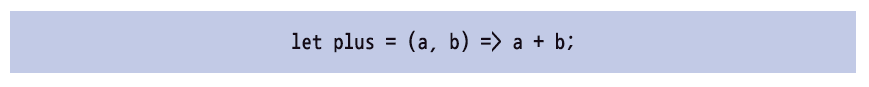 let plus = (a, b) => a + b;